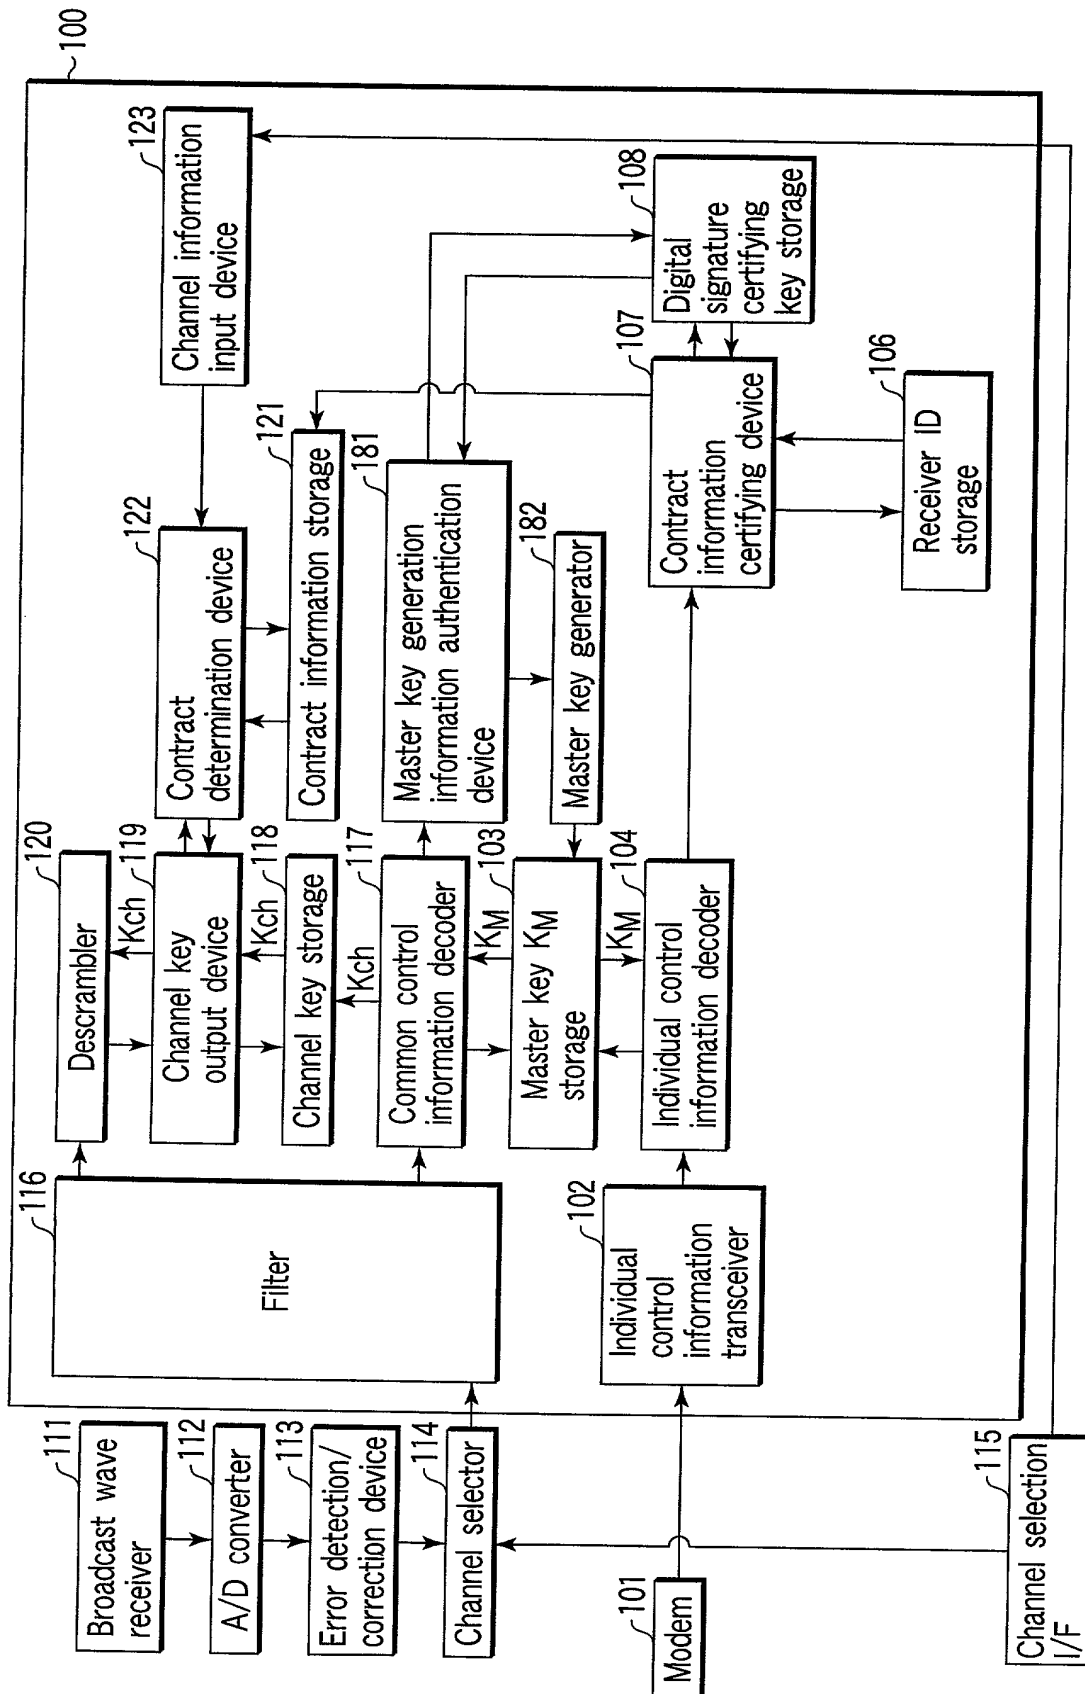 100
111
Broadcast wave
receiver
112
A/D converter
113
Error detection/
correction device
114
Channel selector
116
Filter
120
Descrambler
Kch
119
Channel key
output device
Kch
118
Channel key storage
Kch
117
Common control
information decoder
KM
103
Master key KM
storage
KM
104
Individual control
information decoder
102
Individual
control
information
transceiver
101
Modem
115
Channel selection
I/F
122
Contract
determination device
121
Contract information storage
181
Master key generation
information authentication
device
182
Master key generator
123
Channel information
input device
107
Contract
information
certifying device
108
Digital
signature
certifying
key storage
106
Receiver ID
storage